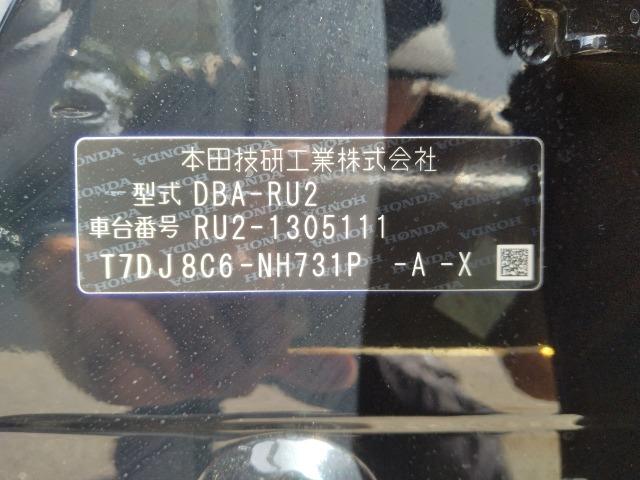 本田技研工業株式会社
型式 DBA-RU2
車台番号 RU2-1305111
T7DJ8C6-NH731P -A -X